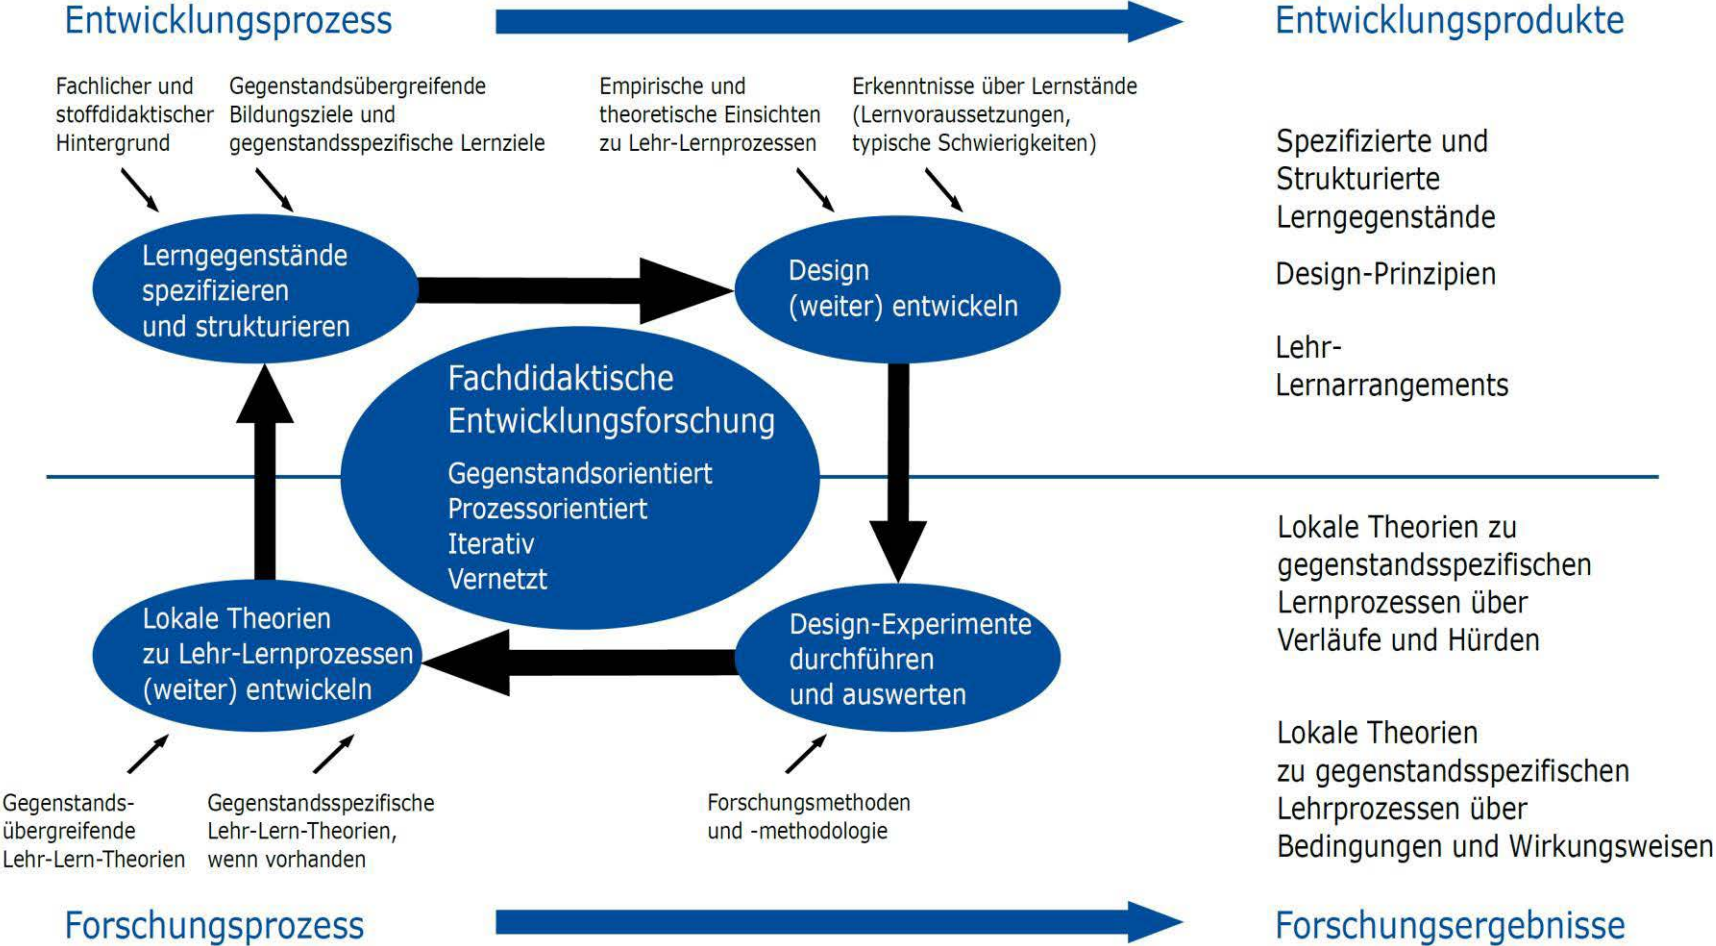 Entwicklungsprozess
Entwicklungsprodukte
Fachlicher und
stoffdidaktischer
Hintergrund
Gegenstandsübergreifende
Bildungsziele und
gegenstandsspezifische Lernziele
Empirische und
theoretische Einsichten
zu Lehr-Lernprozessen
Erkenntnisse über Lernstände
(Lernvoraussetzungen,
typische Schwierigkeiten)
Spezifizierte und
Strukturierte
Lerngegenstände
Design-Prinzipien
Lehr-
Lernarrangements
Lerngegenstände
spezifizieren
und strukturieren
Design
(weiter) entwickeln
Fachdidaktische
Entwicklungsforschung
Gegenstandsorientiert
Prozessorientiert
Iterativ
Vernetzt
Lokale Theorien
zu Lehr-Lernprozessen
(weiter) entwickeln
Design-Experimente
durchführen
und auswerten
Lokale Theorien zu
gegenstandsspezifischen
Lernprozessen über
Verläufe und Hürden
Lokale Theorien
zu gegenstandsspezifischen
Lehrprozessen über
Bedingungen und Wirkungsweisen
Gegenstands-
übergreifende
Lehr-Lern-Theorien
Gegenstandsspezifische
Lehr-Lern-Theorien,
wenn vorhanden
Forschungsmethoden
und -methodologie
Forschungsprozess
Forschungsergebnisse